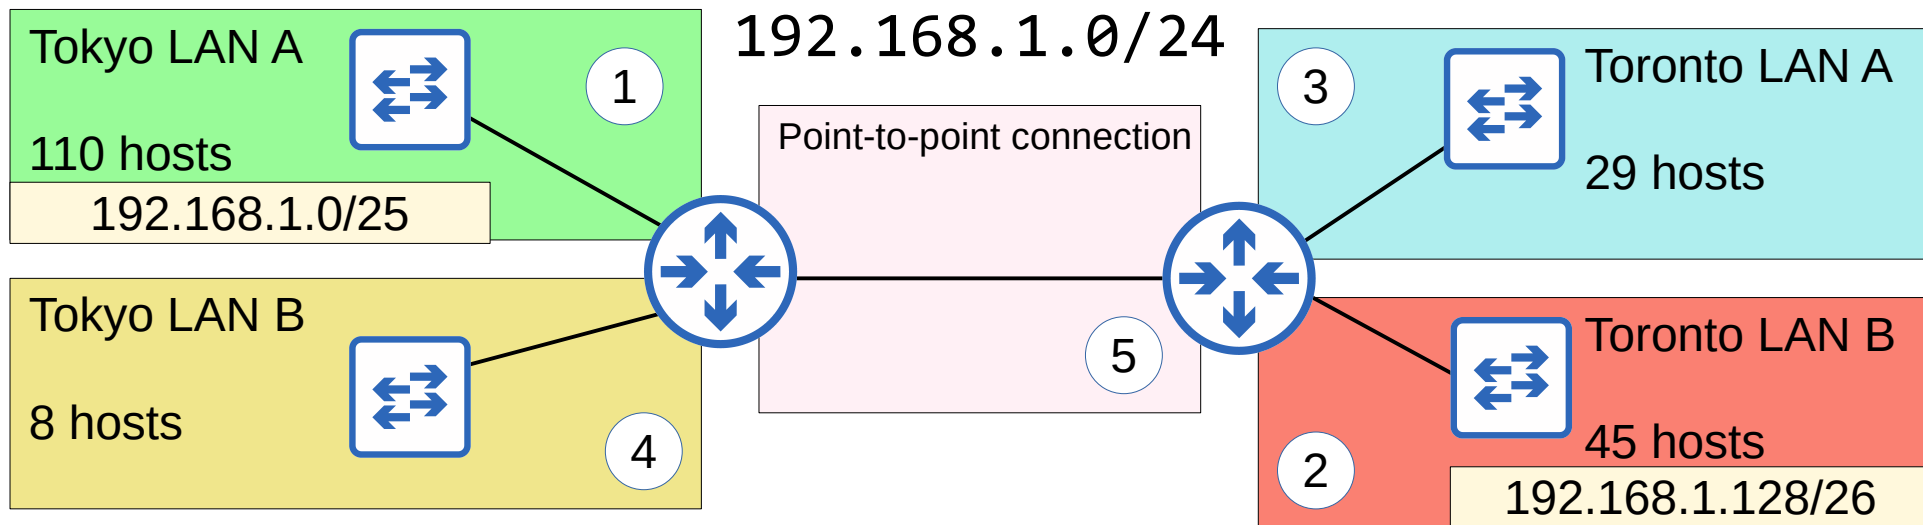 Tokyo LAN A
110 hosts
192.168.1.0/25
1
192.168.1.0/24
Point-to-point connection
5
3
Toronto LAN A
29 hosts
Tokyo LAN B
8 hosts
4
Toronto LAN B
45 hosts
2
192.168.1.128/26